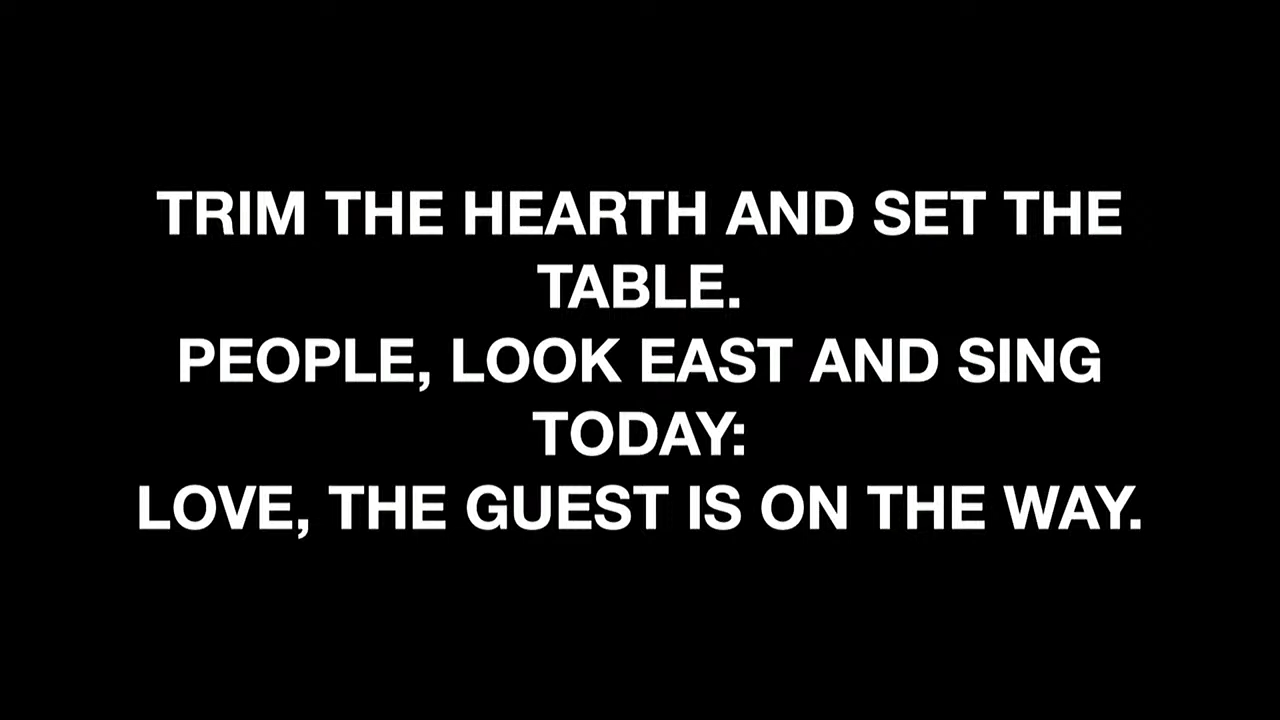 TRIM THE HEARTH AND SET THE
TABLE.
PEOPLE, LOOK EAST AND SING
TODAY:
LOVE, THE GUEST IS ON THE WAY.